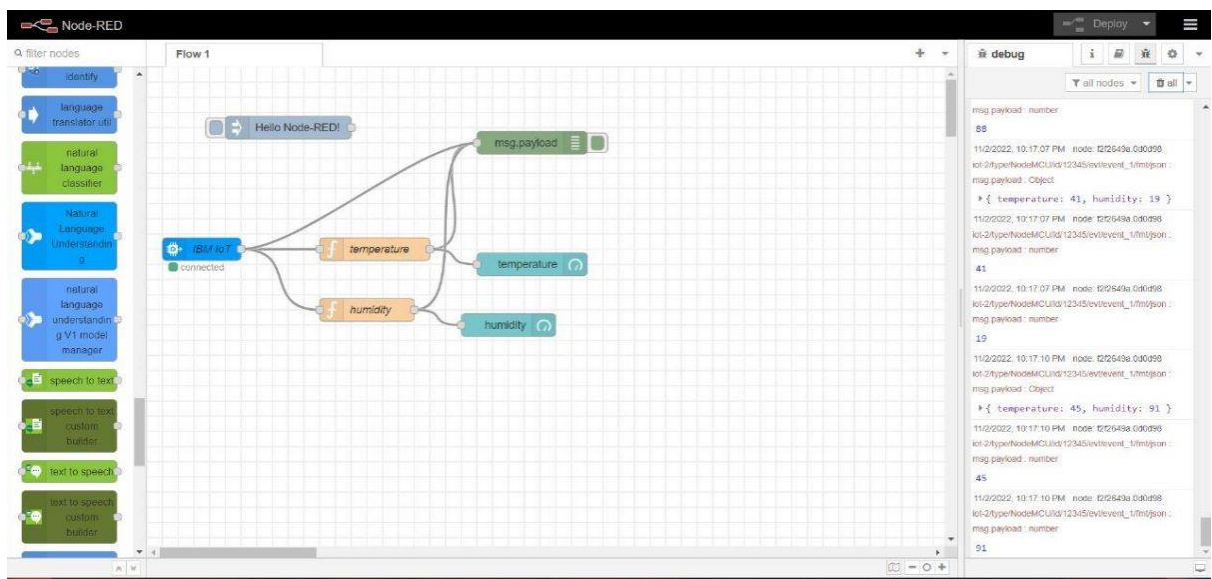 Node-RED
Deploy
filter nodes
identify
language
translator util
natural
language
classifier
Natural
Language
Understandin
g
natural
language
understandin
g V1 model
manager
speech to text
speech to text
custom
builder
text to speech
text to speech
custom
builder
Flow 1
Hello Node-RED!
msg.payload
IBM IoT
connected
temperature
temperature
humidity
humidity
debug
all nodes
all
msg.payload : number
88
11/2/2022, 10:17:07 PM node: f2f2649a.0d0d98
iot-2/type/NodeMCU/id/12345/evt/event_1/fmt/json :
msg.payload : Object
{ temperature: 41, humidity: 19 }
11/2/2022, 10:17:07 PM node: f2f2649a.0d0d98
iot-2/type/NodeMCU/id/12345/evt/event_1/fmt/json :
msg.payload : number
41
11/2/2022, 10:17:07 PM node: f2f2649a.0d0d98
iot-2/type/NodeMCU/id/12345/evt/event_1/fmt/json :
msg.payload : number
19
11/2/2022, 10:17:10 PM node: f2f2649a.0d0d98
iot-2/type/NodeMCU/id/12345/evt/event_1/fmt/json :
msg.payload : Object
{ temperature: 45, humidity: 91 }
11/2/2022, 10:17:10 PM node: f2f2649a.0d0d98
iot-2/type/NodeMCU/id/12345/evt/event_1/fmt/json :
msg.payload : number
45
11/2/2022, 10:17:10 PM node: f2f2649a.0d0d98
iot-2/type/NodeMCU/id/12345/evt/event_1/fmt/json :
msg.payload : number
91